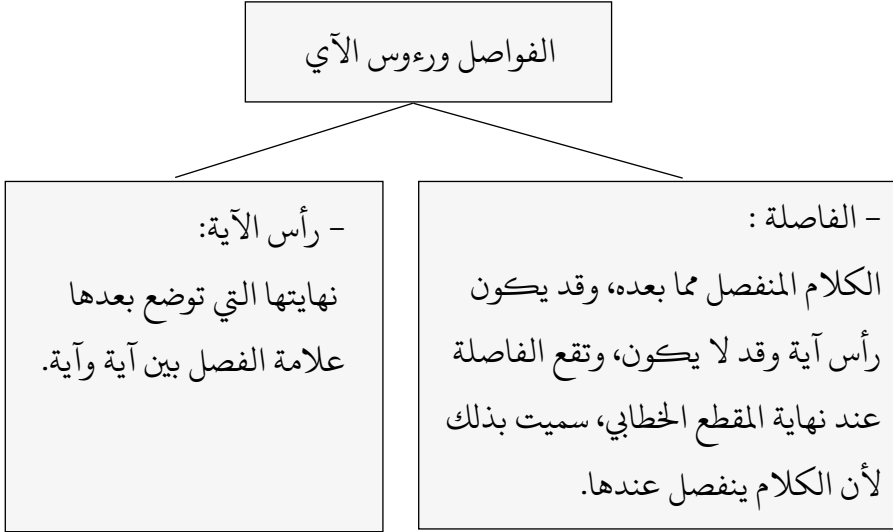 الفواصل ورءوس الآي
– الفاصلة :
الكلام المنفصل مما بعده، وقد يكون
رأس آية وقد لا يكون، وتقع الفاصلة
عند نهاية المقطع الخطابي، سميت بذلك
لأن الكلام ينفصل عندها.
– رأس الآية:
نهايتها التي توضع بعدها
علامة الفصل بين آية وآية.